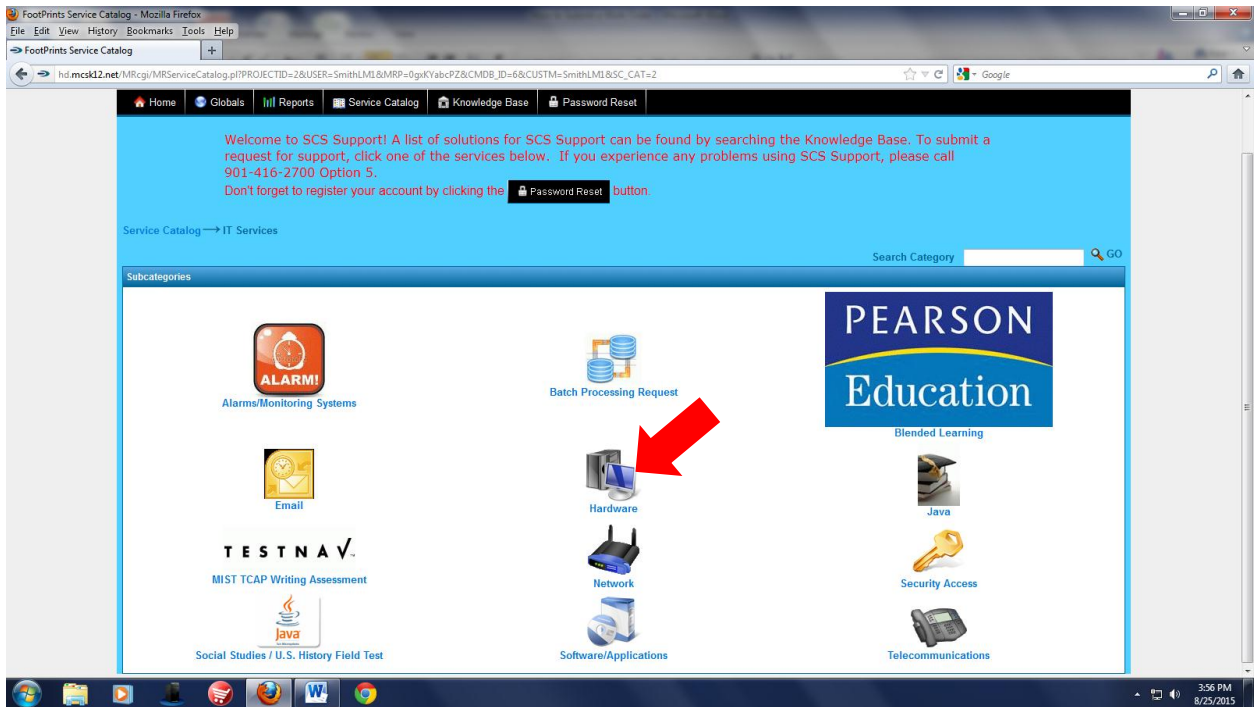 FootPrints Service Catalog - Mozilla Firefox
File Edit View History Bookmarks Tools Help
FootPrints Service Catalog +
hd.mcsk12.net/MRcgi/MRServiceCatalog.pl?PROJECTID=2&USER=SmithLM1&MRP=0gxKYabcPZ&CMDB_ID=6&CUSTM=SmithLM1&SC_CAT=2 Google
Home Globals Reports Service Catalog Knowledge Base Password Reset
Welcome to SCS Support! A list of solutions for SCS Support can be found by searching the Knowledge Base. To submit a
request for support, click one of the services below. If you experience any problems using SCS Support, please call
901-416-2700 Option 5.
Don't forget to register your account by clicking the Password Reset button.
Service Catalog → IT Services
Search Category GO
Subcategories
ALARM!
Alarms/Monitoring Systems
Batch Processing Request
PEARSON
Education
Blended Learning
Email
Hardware
Java
TESTNAV
MIST TCAP Writing Assessment
Network
Security Access
Java
Social Studies / U.S. History Field Test
Software/Applications
Telecommunications
W
3:56 PM
8/25/2015